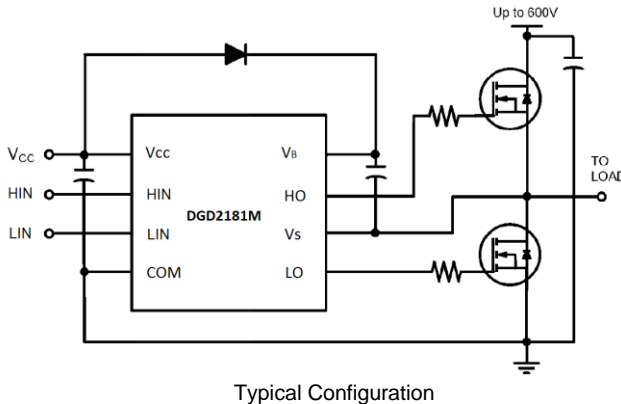 Up to 600V
Vcc
VB
VCC
HIN
HIN
HO
TO
LOAD
DGD2181M
LIN
LIN
Vs
COM
LO
Typical Configuration